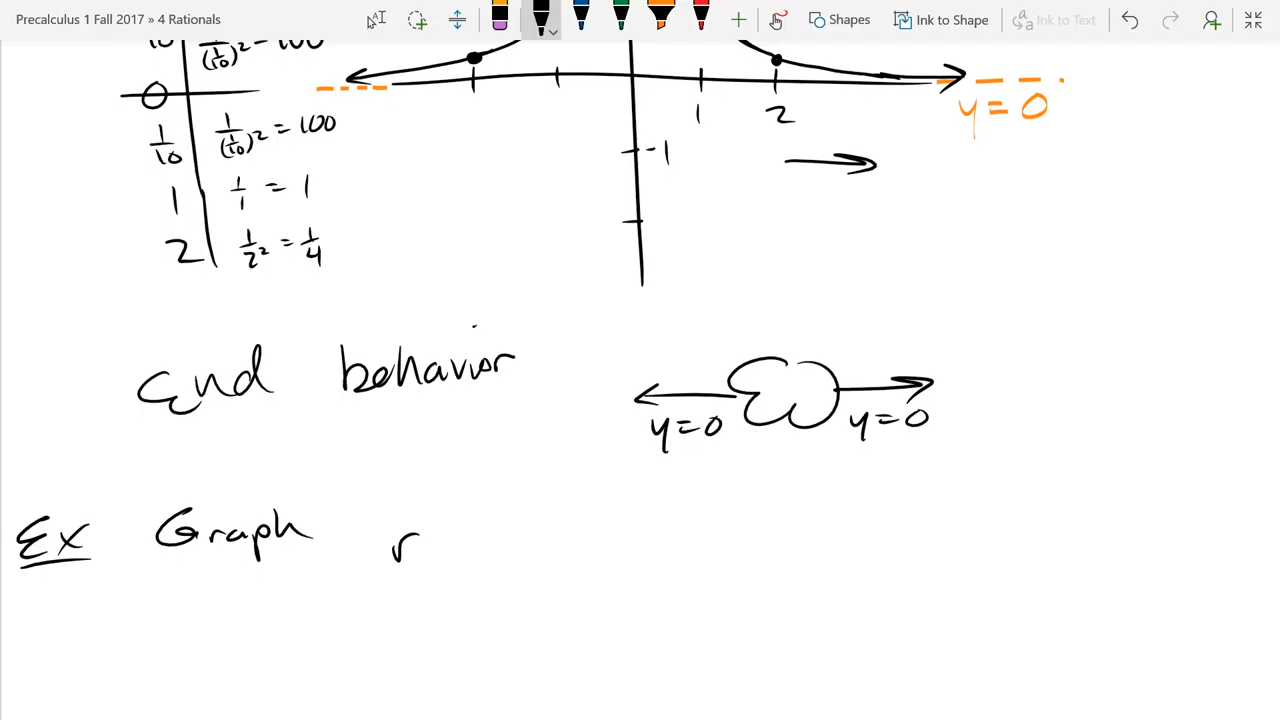 Precalculus 1 Fall 2017 » 4 Rationals
Shapes
Ink to Shape
Ink to Text
10 1/(1/10)² = 100
0
1/10 1/(1/10)² = 100
1 1/1 = 1
2 1/2² = 1/4
1 2
y = 0
-1
End behavior
y=0 y=0
Ex Graph r